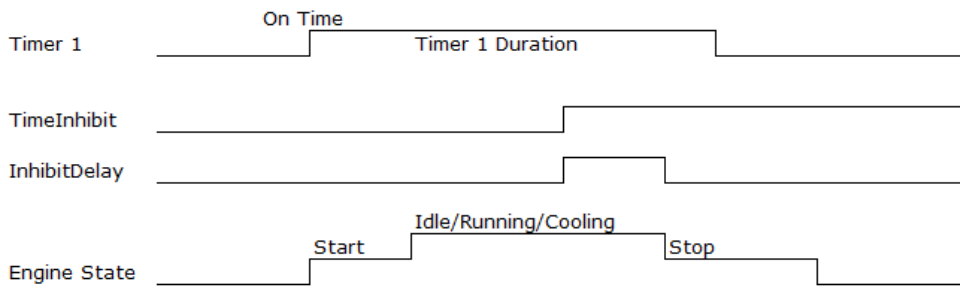 On Time
Timer 1
Timer 1 Duration
TimeInhibit
InhibitDelay
Idle/Running/Cooling
Start
Stop
Engine State